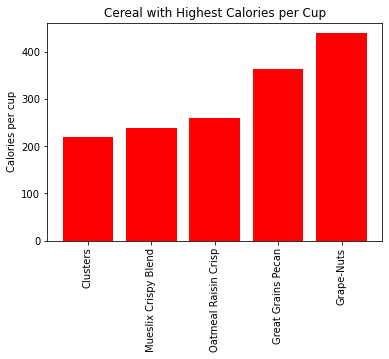 Cereal with Highest Calories per Cup
Calories per cup
400
300
200
100
0
Clusters
Mueslix Crispy Blend
Oatmeal Raisin Crisp
Great Grains Pecan
Grape-Nuts